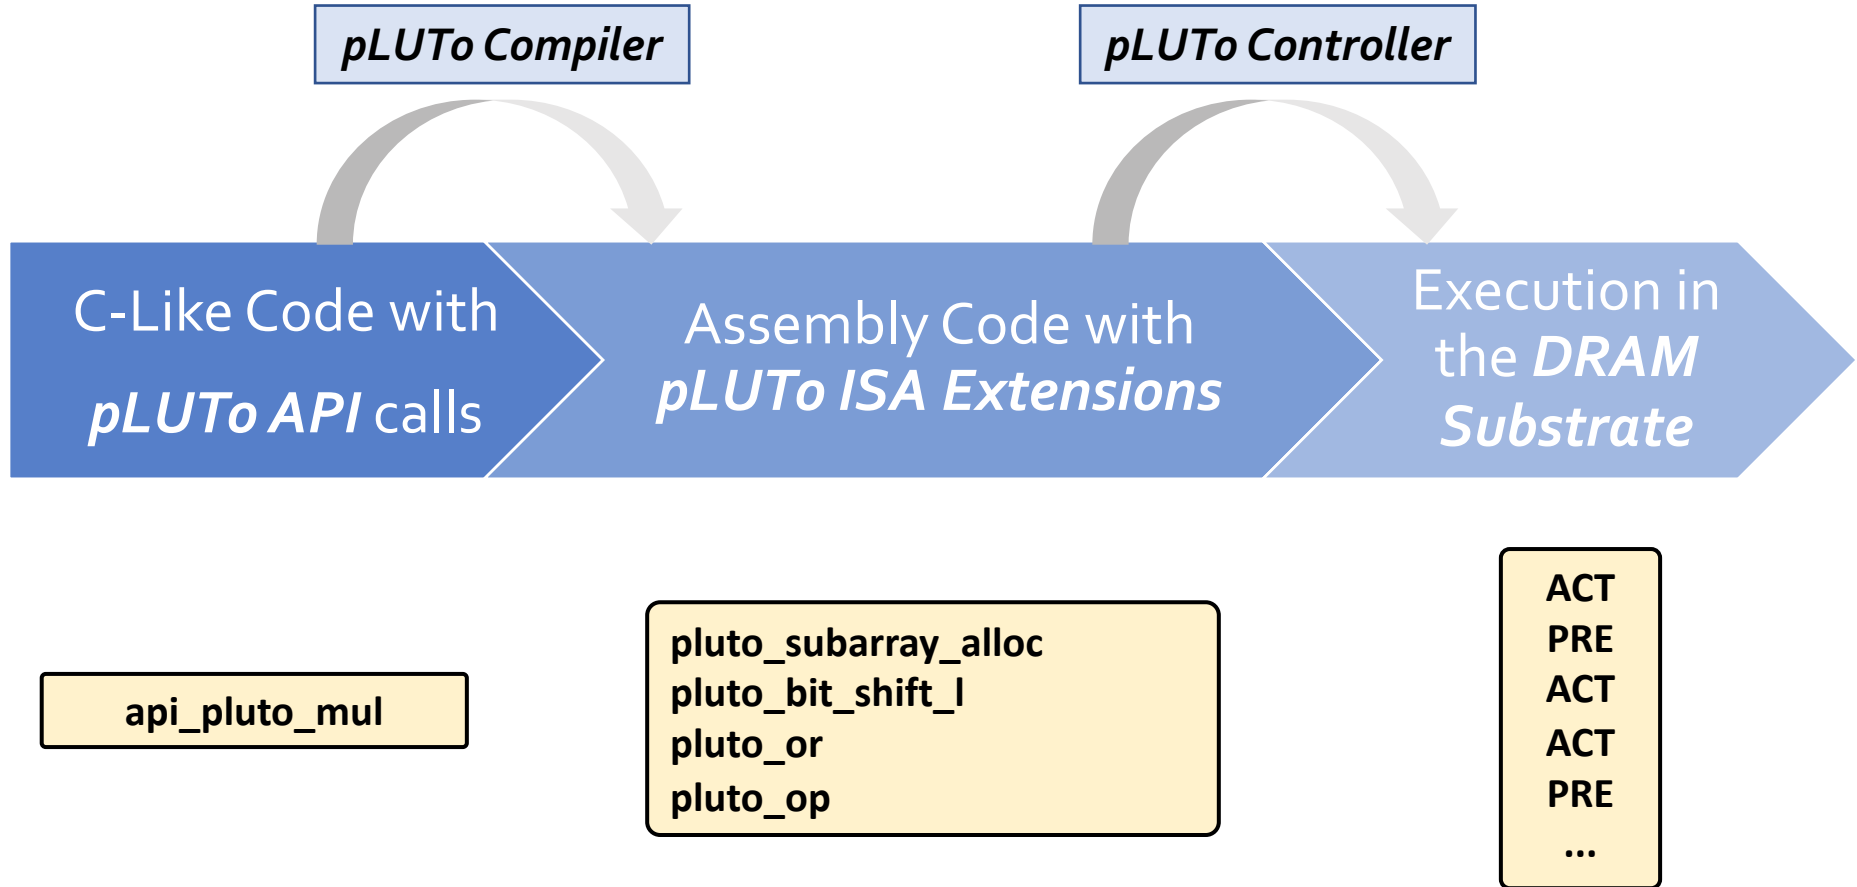 pLUTo Compiler
pLUTo Controller
C-Like Code with
pLUTo API calls
Assembly Code with
pLUTo ISA Extensions
Execution in
the DRAM
Substrate
api_pluto_mul
pluto_subarray_alloc
pluto_bit_shift_l
pluto_or
pluto_op
ACT
PRE
ACT
ACT
PRE
...